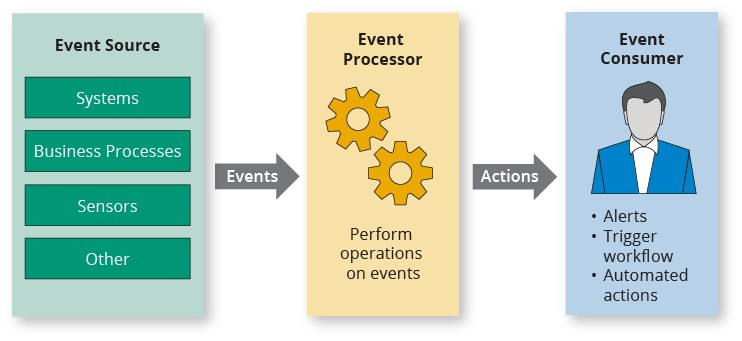 Event Source
Systems
Business Processes
Sensors
Other
Events
Event
Processor
Perform
operations
on events
Actions
Event
Consumer
• Alerts
• Trigger
workflow
• Automated
actions